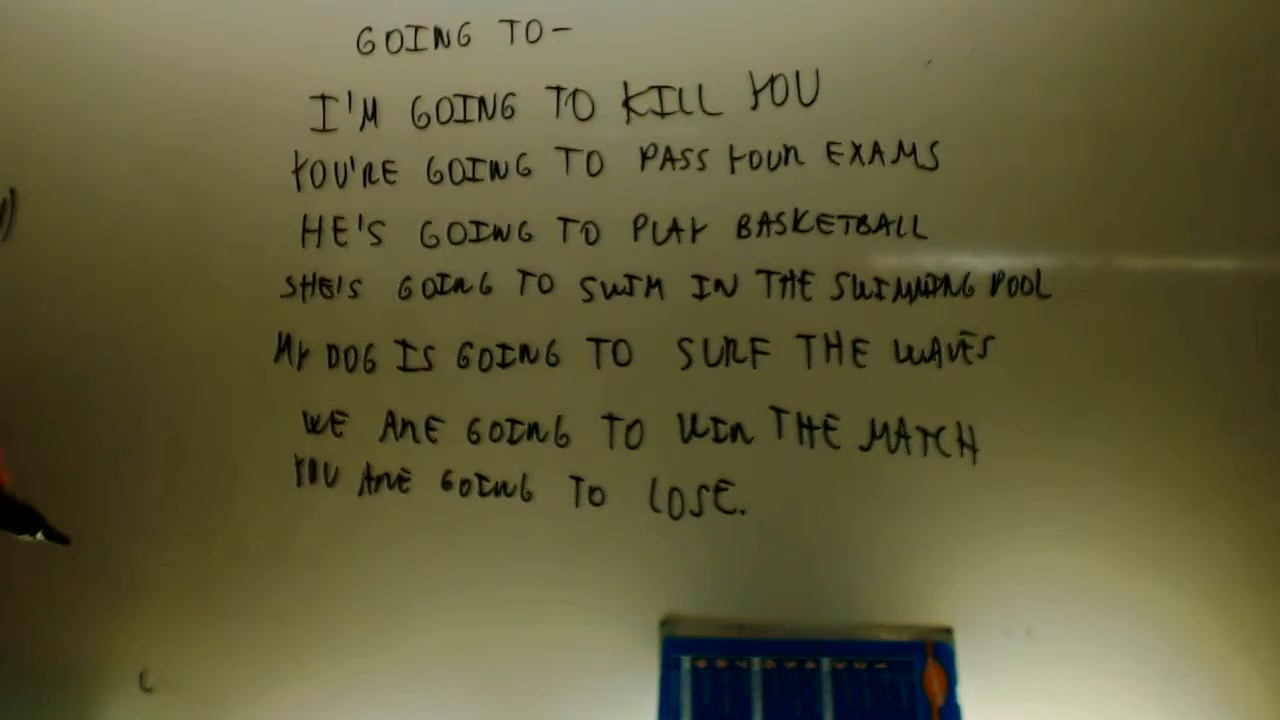 GOING TO-
I'M GOING TO KILL YOU
YOU'RE GOING TO PASS YOUR EXAMS
HE'S GOING TO PLAY BASKETBALL
SHE'S GOING TO SWIM IN THE SWIMMING POOL
MY DOG IS GOING TO SURF THE WAVES
WE ARE GOING TO WIN THE MATCH
YOU ARE GOING TO LOSE.